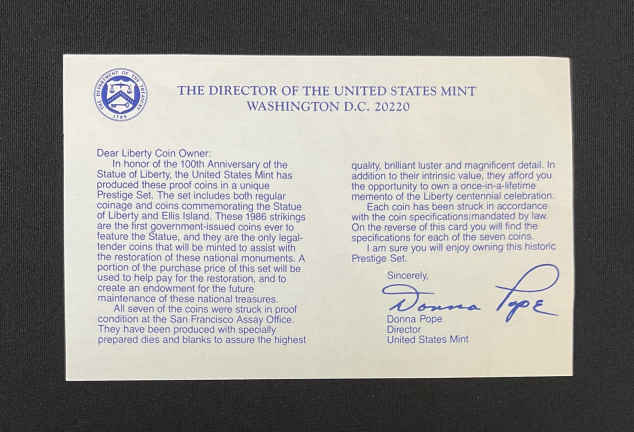 THE DEPARTMENT OF THE TREASURY
1789
THE DIRECTOR OF THE UNITED STATES MINT
WASHINGTON D.C. 20220
Dear Liberty Coin Owner:
In honor of the 100th Anniversary of the
Statue of Liberty, the United States Mint has
produced these proof coins in a unique
Prestige Set. The set includes both regular
coinage and coins commemorating the Statue
of Liberty and Ellis Island. These 1986 strikings
are the first government-issued coins ever to
feature the Statue, and they are the only legal-
tender coins that will be minted to assist with
the restoration of these national monuments. A
portion of the purchase price of this set will be
used to help pay for the restoration, and to
create an endowment for the future
maintenance of these national treasures.
All seven of the coins were struck in proof
condition at the San Francisco Assay Office.
They have been produced with specially
prepared dies and blanks to assure the highest
quality, brilliant luster and magnificent detail. In
addition to their intrinsic value, they afford you
the opportunity to own a once-in-a-lifetime
memento of the Liberty centennial celebration.
Each coin has been struck in accordance
with the coin specifications mandated by law.
On the reverse of this card you will find the
specifications for each of the seven coins.
I am sure you will enjoy owning this historic
Prestige Set.
Sincerely,
Donna Pope
Donna Pope
Director
United States Mint